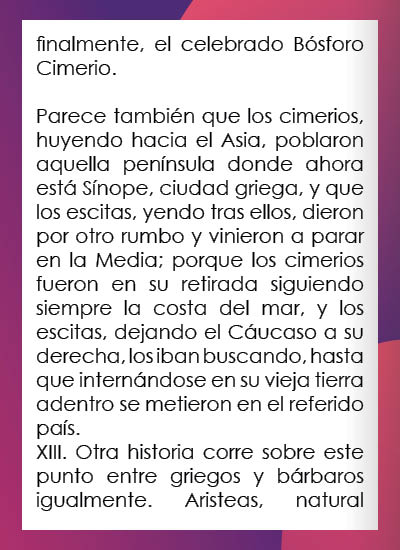 finalmente, el celebrado Bósforo
Cimerio.
Parece también que los cimerios,
huyendo hacia el Asia, poblaron
aquella península donde ahora
está Sínope, ciudad griega, y que
los escitas, yendo tras ellos, dieron
por otro rumbo y vinieron a parar
en la Media; porque los cimerios
fueron en su retirada siguiendo
siempre la costa del mar, y los
escitas, dejando el Cáucaso a su
derecha, los iban buscando, hasta
que internándose en su vieja tierra
adentro se metieron en el referido
país.
XIII. Otra historia corre sobre este
punto entre griegos y bárbaros
igualmente. Aristeas, natural